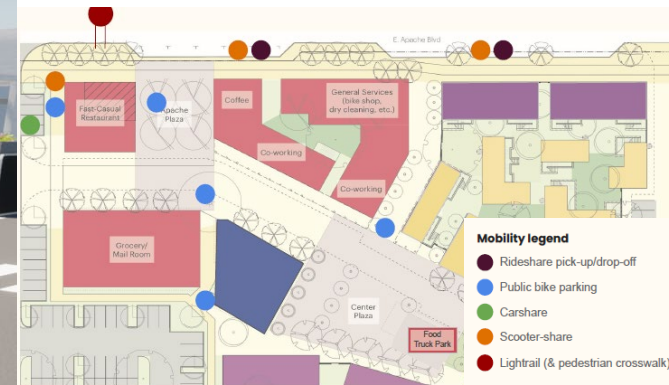 E. Apache Blvd
Fast-Casual
Restaurant
Apache
Plaza
Coffee
General Services
(bike shop,
dry cleaning, etc.)
Co-working
Co-working
Grocery/
Mail Room
Center
Plaza
Food
Truck Park
Mobility legend
Rideshare pick-up/drop-off
Public bike parking
Carshare
Scooter-share
Lightrail (& pedestrian crosswalk)